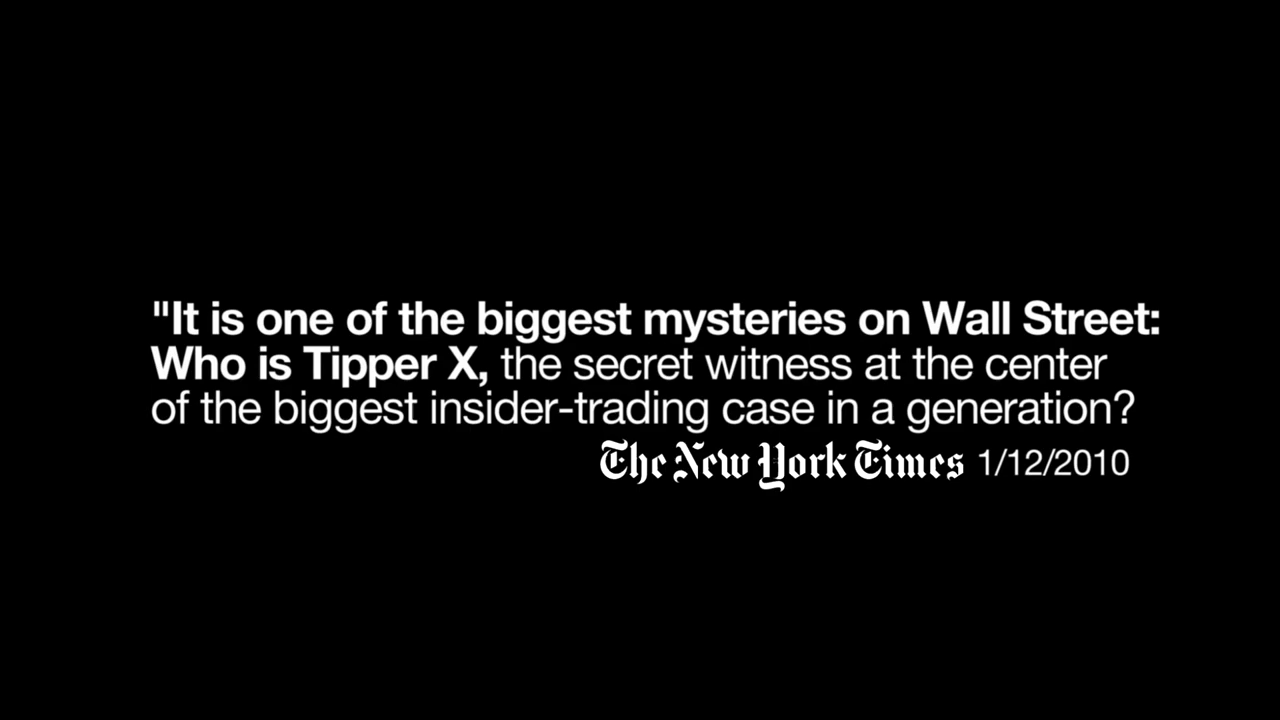 "It is one of the biggest mysteries on Wall Street:
Who is Tipper X, the secret witness at the center
of the biggest insider-trading case in a generation?
The New York Times 1/12/2010